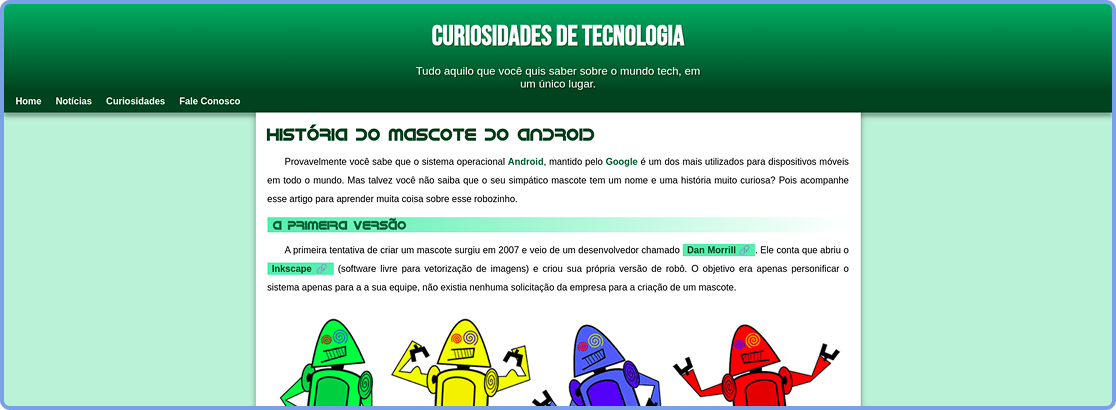 CURIOSIDADES DE TECNOLOGIA
Tudo aquilo que você quis saber sobre o mundo tech, em
um único lugar.
Home Notícias Curiosidades Fale Conosco
História do Mascote do Android
Provavelmente você sabe que o sistema operacional Android, mantido pelo Google é um dos mais utilizados para dispositivos móveis
em todo o mundo. Mas talvez você não saiba que o seu simpático mascote tem um nome e uma história muito curiosa? Pois acompanhe
esse artigo para aprender muita coisa sobre esse robozinho.
A primeira versão
A primeira tentativa de criar um mascote surgiu em 2007 e veio de um desenvolvedor chamado Dan Morrill 🔗. Ele conta que abriu o
Inkscape 🔗 (software livre para vetorização de imagens) e criou sua própria versão de robô. O objetivo era apenas personificar o
sistema apenas para a a sua equipe, não existia nenhuma solicitação da empresa para a criação de um mascote.